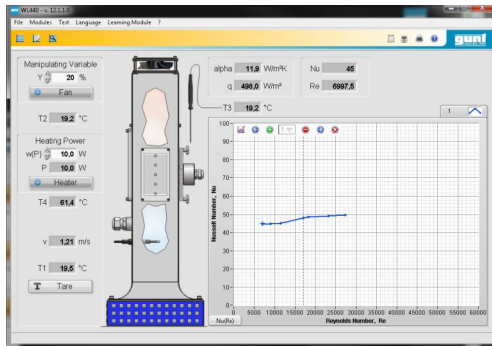 WL440 - v. 12.1.1.0
File Modules Test Language Learning Module ?
gunt
Manipulating Variable
Y 20 %
Fan
T2 19,2 °C
Heating Power
w(P) 10,0 W
P 10,0 W
Heater
T4 61,4 °C
v 1,21 m/s
T1 19,5 °C
T Tare
alpha 11,9 W/m²K
q 498,0 W/m²
Nu 45
Re 6997,5
T3 19,2 °C
1
1
100
90
80
70
60
50
40
30
20
10
0
Nusselt Number, Nu
0 5000 10000 15000 20000 25000 30000 35000 40000 45000 50000 55000 60000
Nu(Re)
Reynolds Number, Re